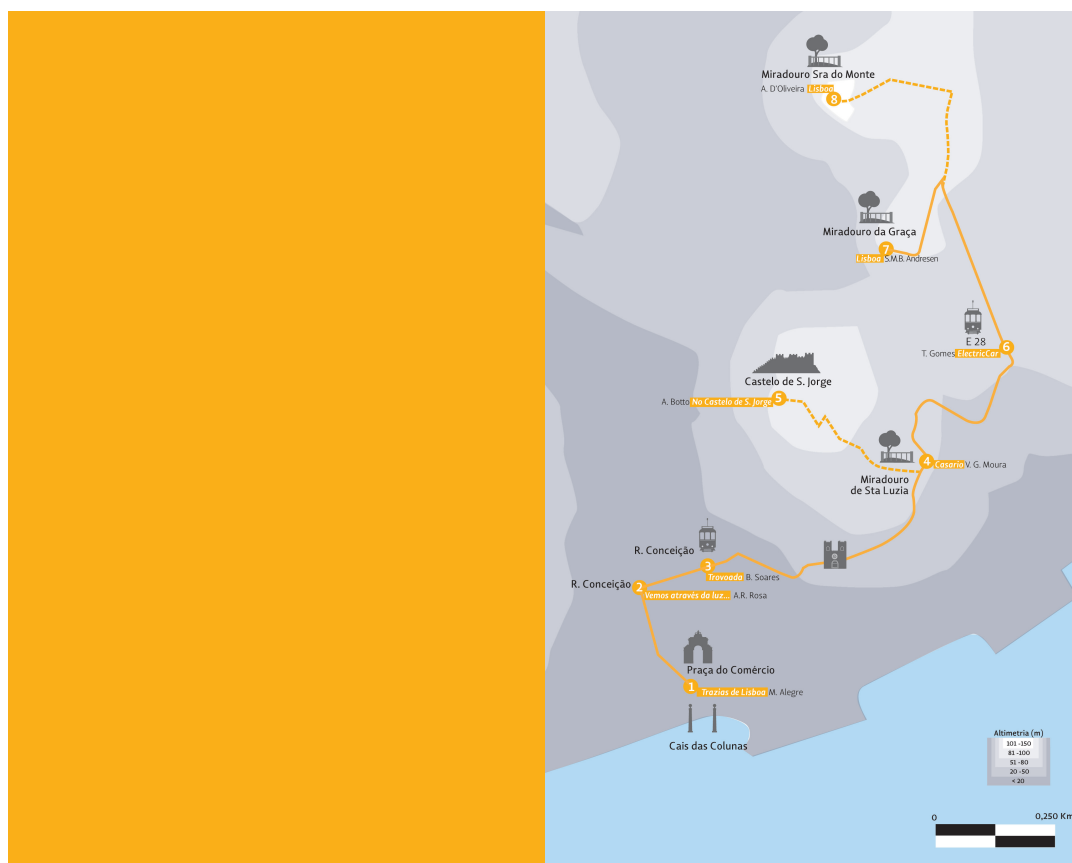 Miradouro Sra do Monte
A. D'Oliveira Lisboa
8
Miradouro da Graça
7
Lisboa S.M.B. Andresen
E 28
6
T. Gomes ElectricCar
Castelo de S. Jorge
A. Botto No Castelo de S. Jorge 5
4 Casario V. G. Moura
Miradouro
de Sta Luzia
R. Conceição
3
Trovoada B. Soares
R. Conceição 2
Vemos através da luz... A.R. Rosa
Praça do Comércio
1 Trazias de Lisboa M. Alegre
Cais das Colunas
Altimetria (m)
101 -150
81 -100
51 -80
20 -50
< 20
0 0,250 Km